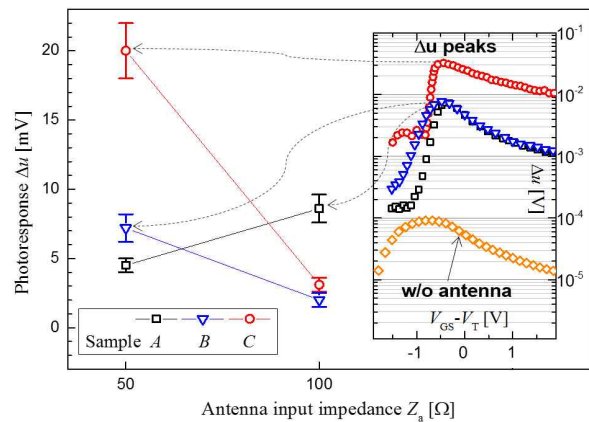 Photoresponse Δu [mV]
20
15
10
5
0
50
100
Antenna input impedance Z_a [Ω]
Sample A B C
Δu peaks
w/o antenna
10⁻¹
10⁻²
10⁻³
10⁻⁴
10⁻⁵
Δu [V]
-1 0 1
V_GS-V_T [V]